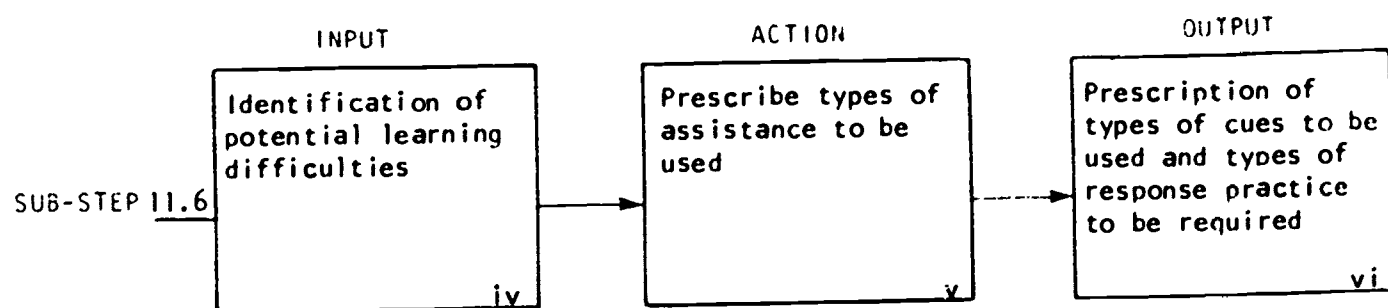 INPUT
ACTION
OUTPUT
Identification of
potential learning
difficulties
Prescribe types of
assistance to be
used
Prescription of
types of cues to be
used and types of
response practice
to be required
SUB-STEP 11.6
iv
v
vi